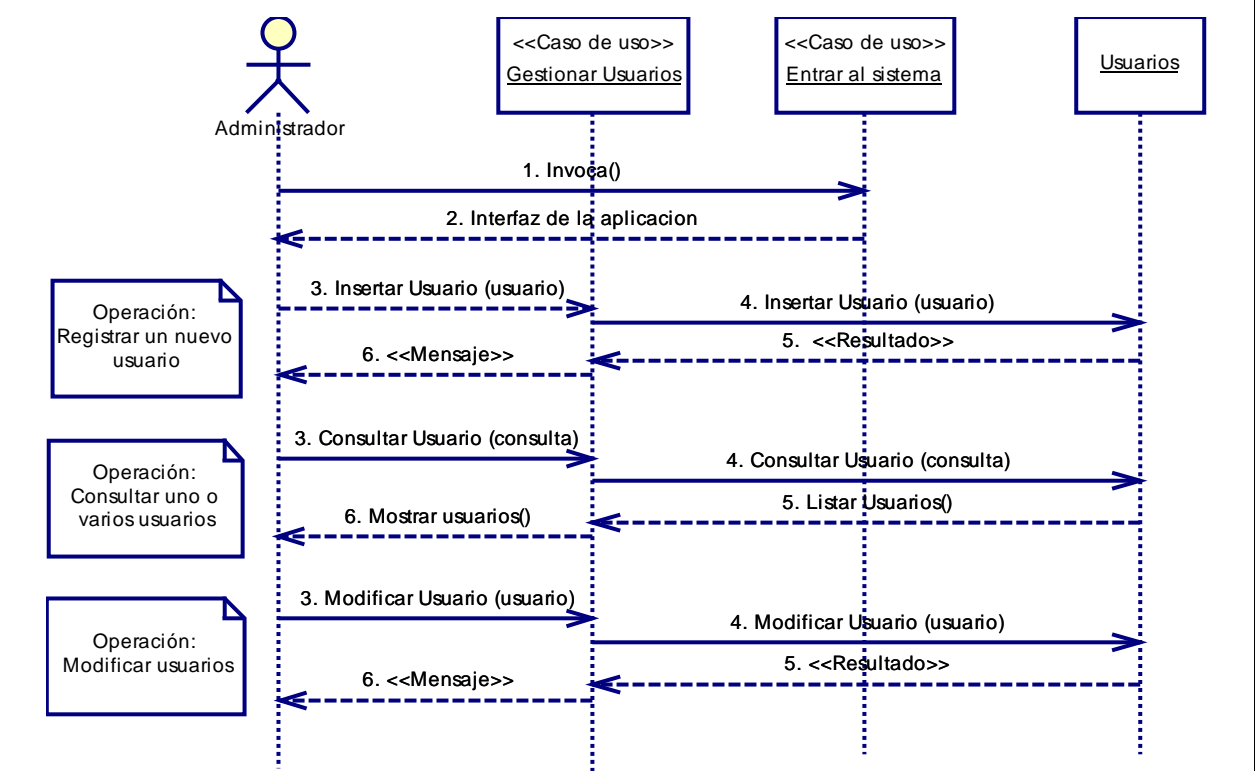 <<Caso de uso>>
Gestionar Usuarios
<<Caso de uso>>
Entrar al sistema
Usuarios
Administrador
1. Invoca()
2. Interfaz de la aplicacion
Operación:
Registrar un nuevo
usuario
3. Insertar Usuario (usuario)
4. Insertar Usuario (usuario)
5. <<Resultado>>
6. <<Mensaje>>
Operación:
Consultar uno o
varios usuarios
3. Consultar Usuario (consulta)
4. Consultar Usuario (consulta)
5. Listar Usuarios()
6. Mostrar usuarios()
Operación:
Modificar usuarios
3. Modificar Usuario (usuario)
4. Modificar Usuario (usuario)
5. <<Resultado>>
6. <<Mensaje>>